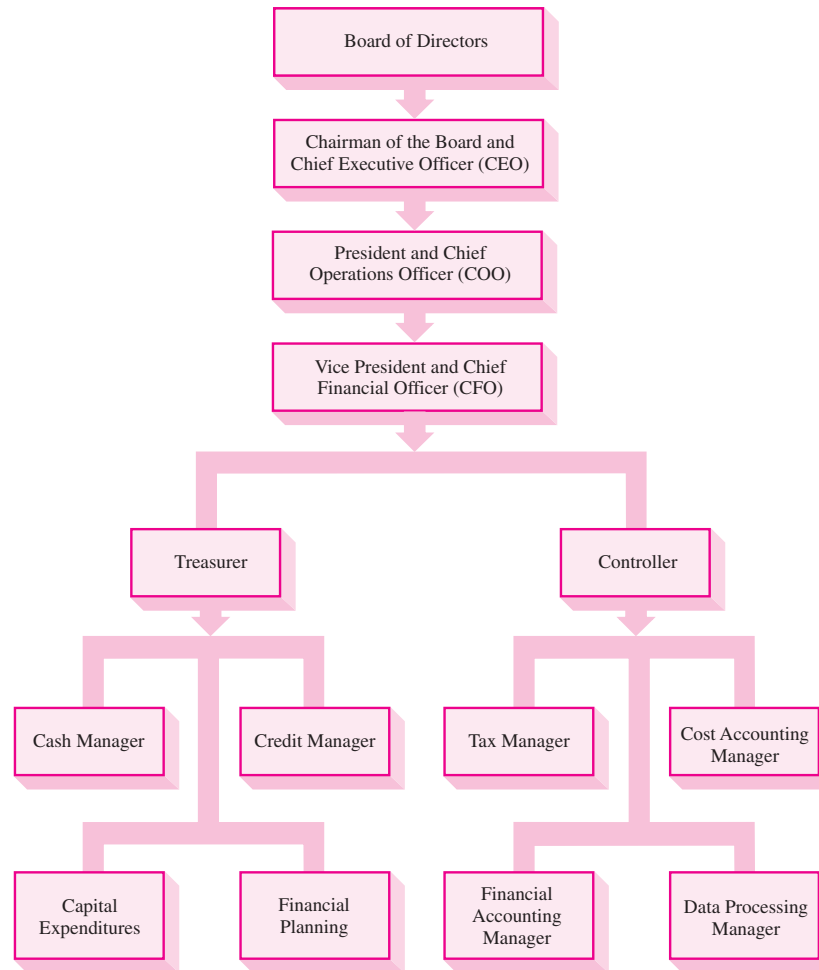 Board of Directors
Chairman of the Board and
Chief Executive Officer (CEO)
President and Chief
Operations Officer (COO)
Vice President and Chief
Financial Officer (CFO)
Treasurer
Controller
Cash Manager
Credit Manager
Tax Manager
Cost Accounting
Manager
Capital
Expenditures
Financial
Planning
Financial
Accounting
Manager
Data Processing
Manager